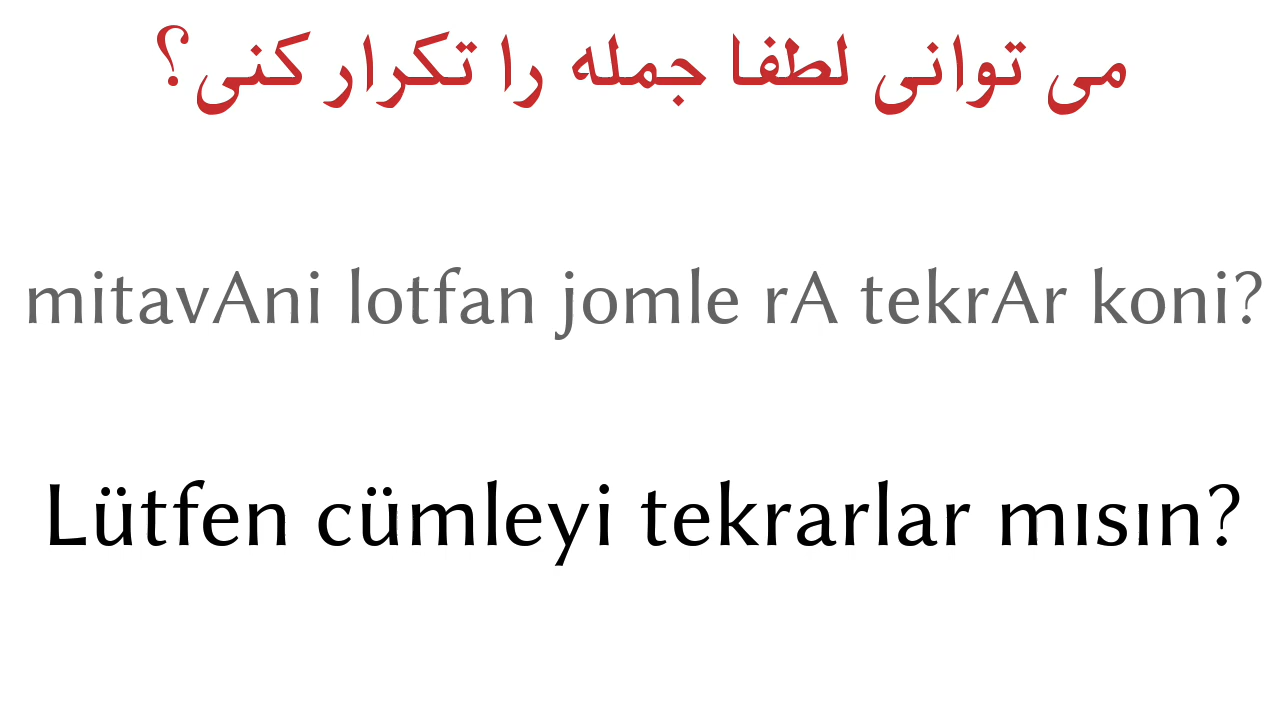 می توانی لطفا جمله را تکرار کنی؟
mitavAni lotfan jomle rA tekrAr koni?
Lütfen cümleyi tekrarlar mısın?